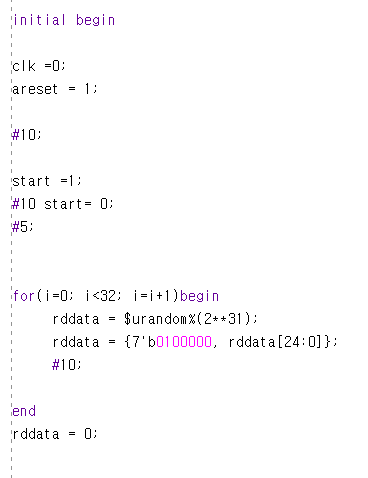 initial begin
clk =0;
areset = 1;
#10;
start =1;
#10 start= 0;
#5;
for(i=0; i<32; i=i+1)begin
rddata = $urandom%(2**31);
rddata = {7'b0100000, rddata[24:0]};
#10;
end
rddata = 0;